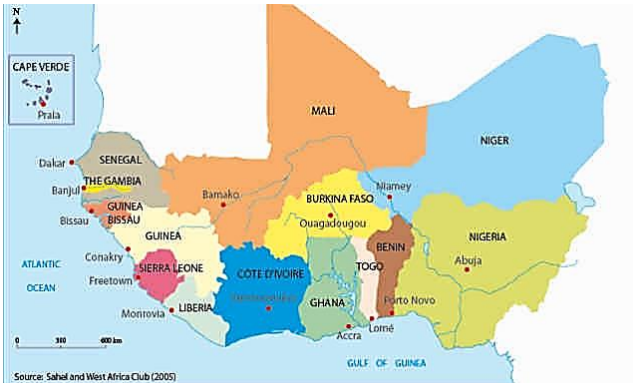 N
CAPE VERDE
Praia
MALI
NIGER
Dakar
SENEGAL
THE GAMBIA
Banjul
Bamako
BURKINA FASO
Niamey
Ouagadougou
GUINEA
BISSAU
Bissau
GUINEA
NIGERIA
BENIN
Abuja
Conakry
SIERRA LEONE
CÔTE D'IVOIRE
TOGO
ATLANTIC
OCEAN
Freetown
GHANA
Porto Novo
LIBERIA
Monrovia
Lomé
Accra
0
600 km
GULF OF GUINEA
Source: Sahel and West Africa Club (2005)